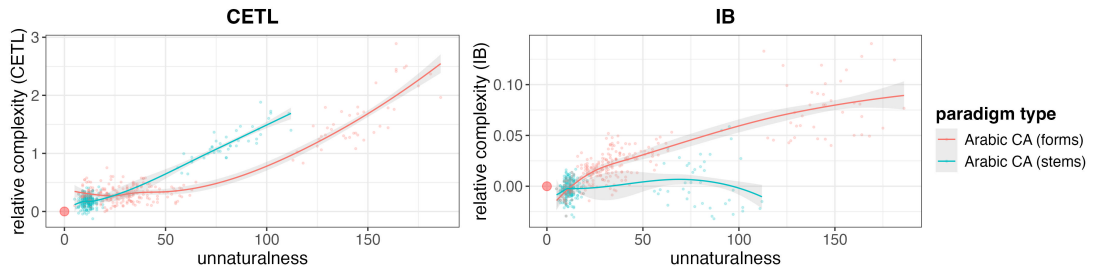 CETL
relative complexity (CETL)
3
2
1
0
0
50
100
150
unnaturalness
IB
relative complexity (IB)
0.10
0.05
0.00
0
50
100
150
unnaturalness
paradigm type
Arabic CA (forms)
Arabic CA (stems)